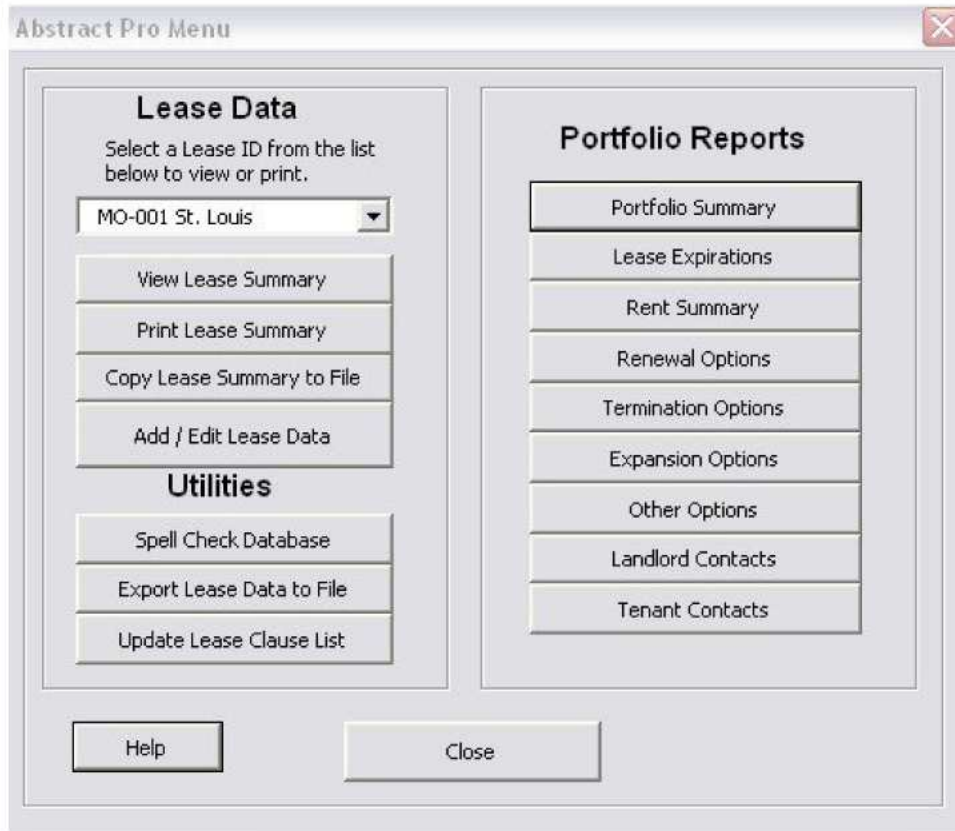 Abstract Pro Menu
Lease Data
Select a Lease ID from the list
below to view or print.
MO-001 St. Louis
View Lease Summary
Print Lease Summary
Copy Lease Summary to File
Add / Edit Lease Data
Utilities
Spell Check Database
Export Lease Data to File
Update Lease Clause List
Portfolio Reports
Portfolio Summary
Lease Expirations
Rent Summary
Renewal Options
Termination Options
Expansion Options
Other Options
Landlord Contacts
Tenant Contacts
Help
Close